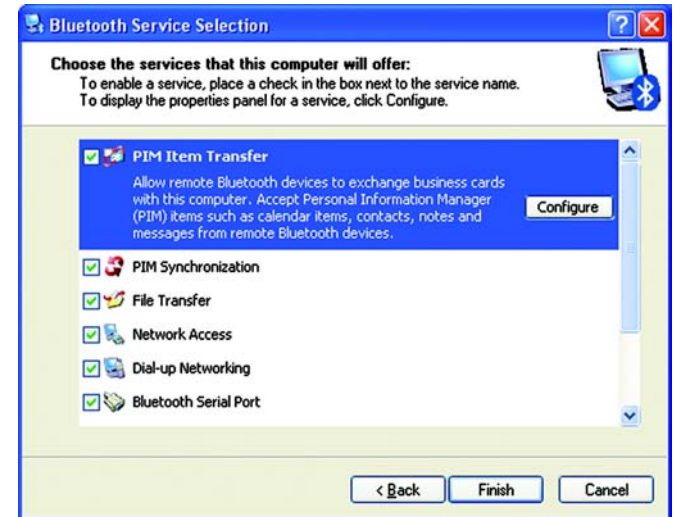 Bluetooth Service Selection
Choose the services that this computer will offer:
To enable a service, place a check in the box next to the service name.
To display the properties panel for a service, click Configure.
PIM Item Transfer
Allow remote Bluetooth devices to exchange business cards
with this computer. Accept Personal Information Manager
(PIM) items such as calendar items, contacts, notes and
messages from remote Bluetooth devices.
Configure
PIM Synchronization
File Transfer
Network Access
Dial-up Networking
Bluetooth Serial Port
< Back Finish Cancel